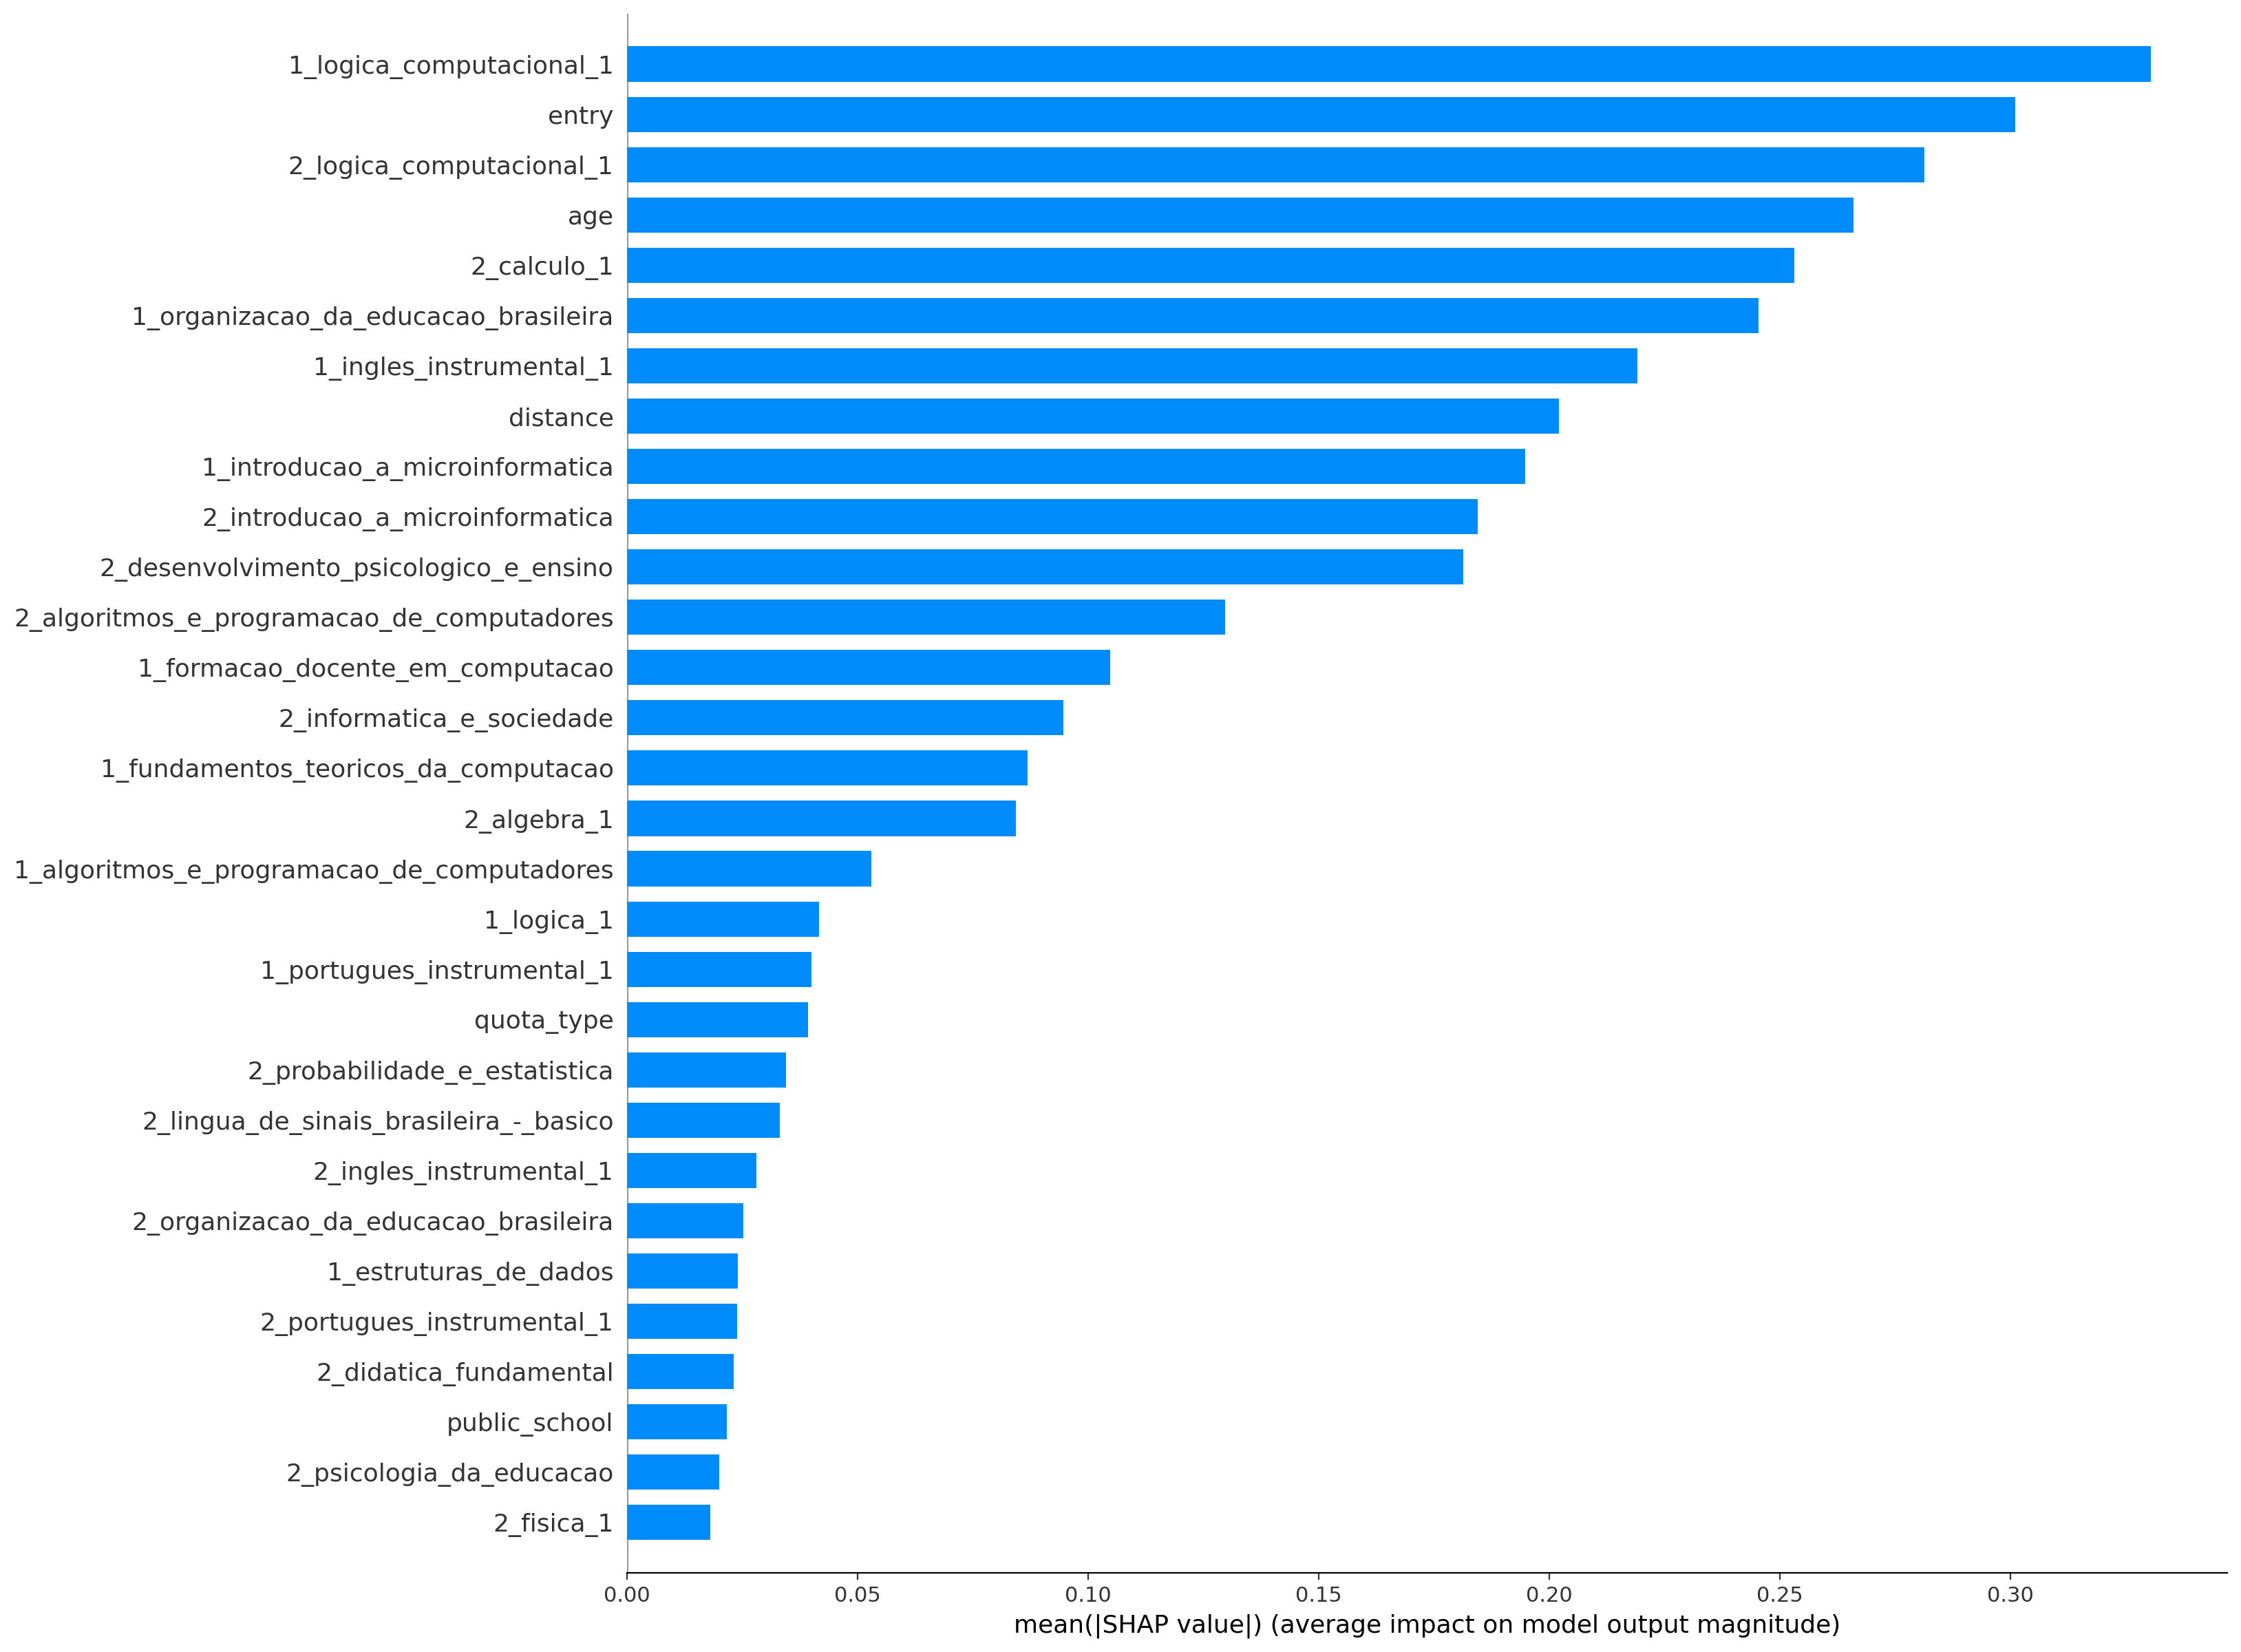 1_logica_computacional_1
entry
2_logica_computacional_1
age
2_calculo_1
1_organizacao_da_educacao_brasileira
1_ingles_instrumental_1
distance
1_introducao_a_microinformatica
2_introducao_a_microinformatica
2_desenvolvimento_psicologico_e_ensino
2_algoritmos_e_programacao_de_computadores
1_formacao_docente_em_computacao
2_informatica_e_sociedade
1_fundamentos_teoricos_da_computacao
2_algebra_1
1_algoritmos_e_programacao_de_computadores
1_logica_1
1_portugues_instrumental_1
quota_type
2_probabilidade_e_estatistica
2_lingua_de_sinais_brasileira_-_basico
2_ingles_instrumental_1
2_organizacao_da_educacao_brasileira
1_estruturas_de_dados
2_portugues_instrumental_1
2_didatica_fundamental
public_school
2_psicologia_da_educacao
2_fisica_1
0.00 0.05 0.10 0.15 0.20 0.25 0.30
mean(|SHAP value|) (average impact on model output magnitude)